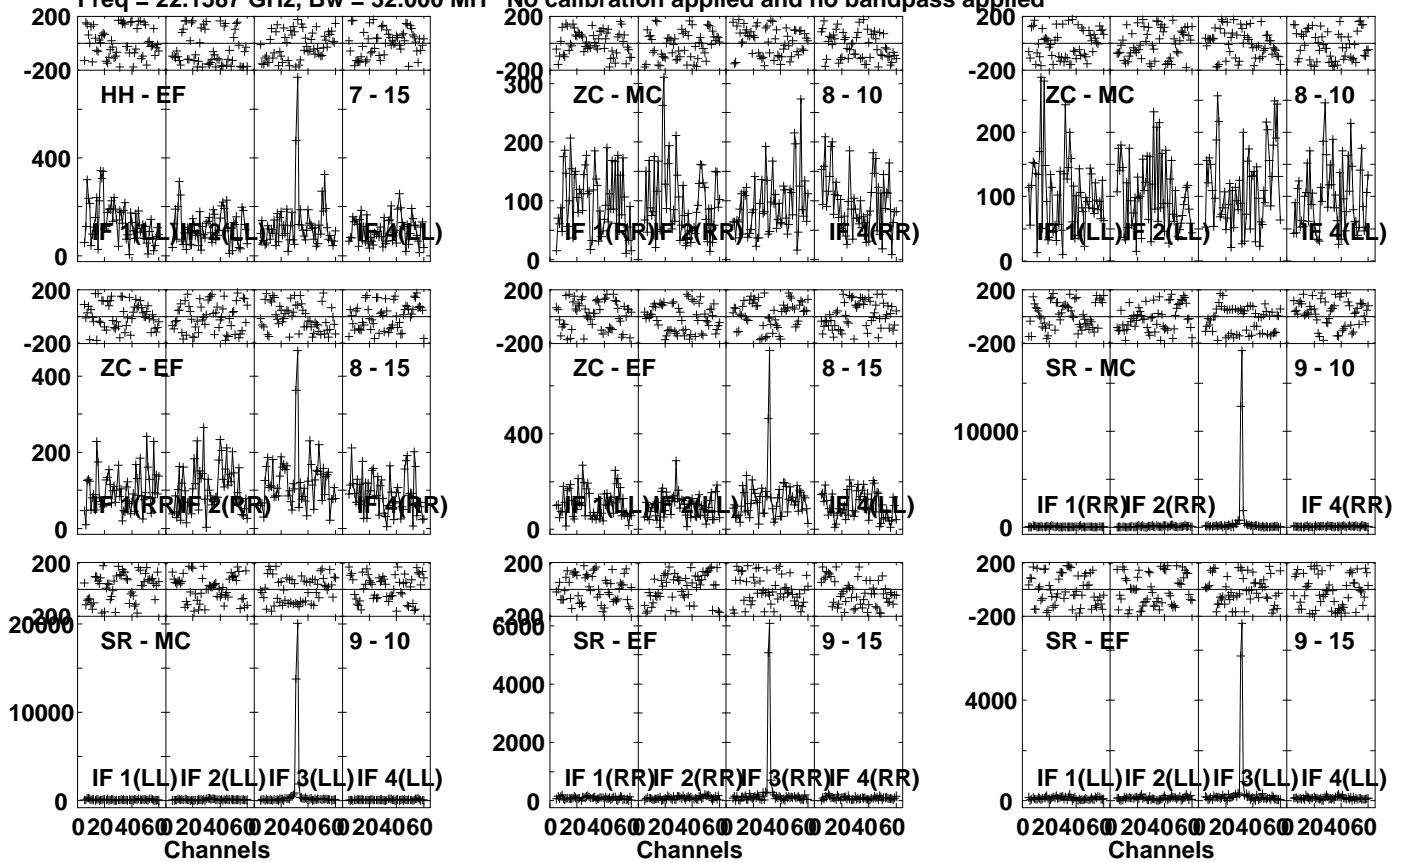 Freq = 22.1587 GHz, Bw = 32.000 MH No calibration applied and no bandpass applied
200
-200
HH - EF 7 - 15
400
0
IF 1(LL) IF 2(LL) IF 4(LL)
200
-200
300
ZC - MC 8 - 10
200
100
0
IF 1(RR) IF 2(RR) IF 4(RR)
200
-200
ZC - MC 8 - 10
200
100
0
IF 1(LL) IF 2(LL) IF 4(LL)
200
-200
ZC - EF 8 - 15
400
200
0
IF 1(RR) IF 2(RR) IF 4(RR)
200
-200
ZC - EF 8 - 15
400
0
IF 1(LL) IF 2(LL) IF 4(LL)
200
-200
SR - MC 9 - 10
10000
0
IF 1(RR) IF 2(RR) IF 4(RR)
200
-200
20000
SR - MC 9 - 10
10000
0
IF 1(LL) IF 2(LL) IF 3(LL) IF 4(LL)
0 20 40 60 0 20 40 60 0 20 40 60 0 20 40 60
Channels
200
-200
6000
SR - EF 9 - 15
4000
2000
0
IF 1(RR) IF 2(RR) IF 3(RR) IF 4(RR)
0 20 40 60 0 20 40 60 0 20 40 60 0 20 40 60
Channels
200
-200
SR - EF 9 - 15
4000
0
IF 1(LL) IF 2(LL) IF 3(LL) IF 4(LL)
0 20 40 60 0 20 40 60 0 20 40 60 0 20 40 60
Channels